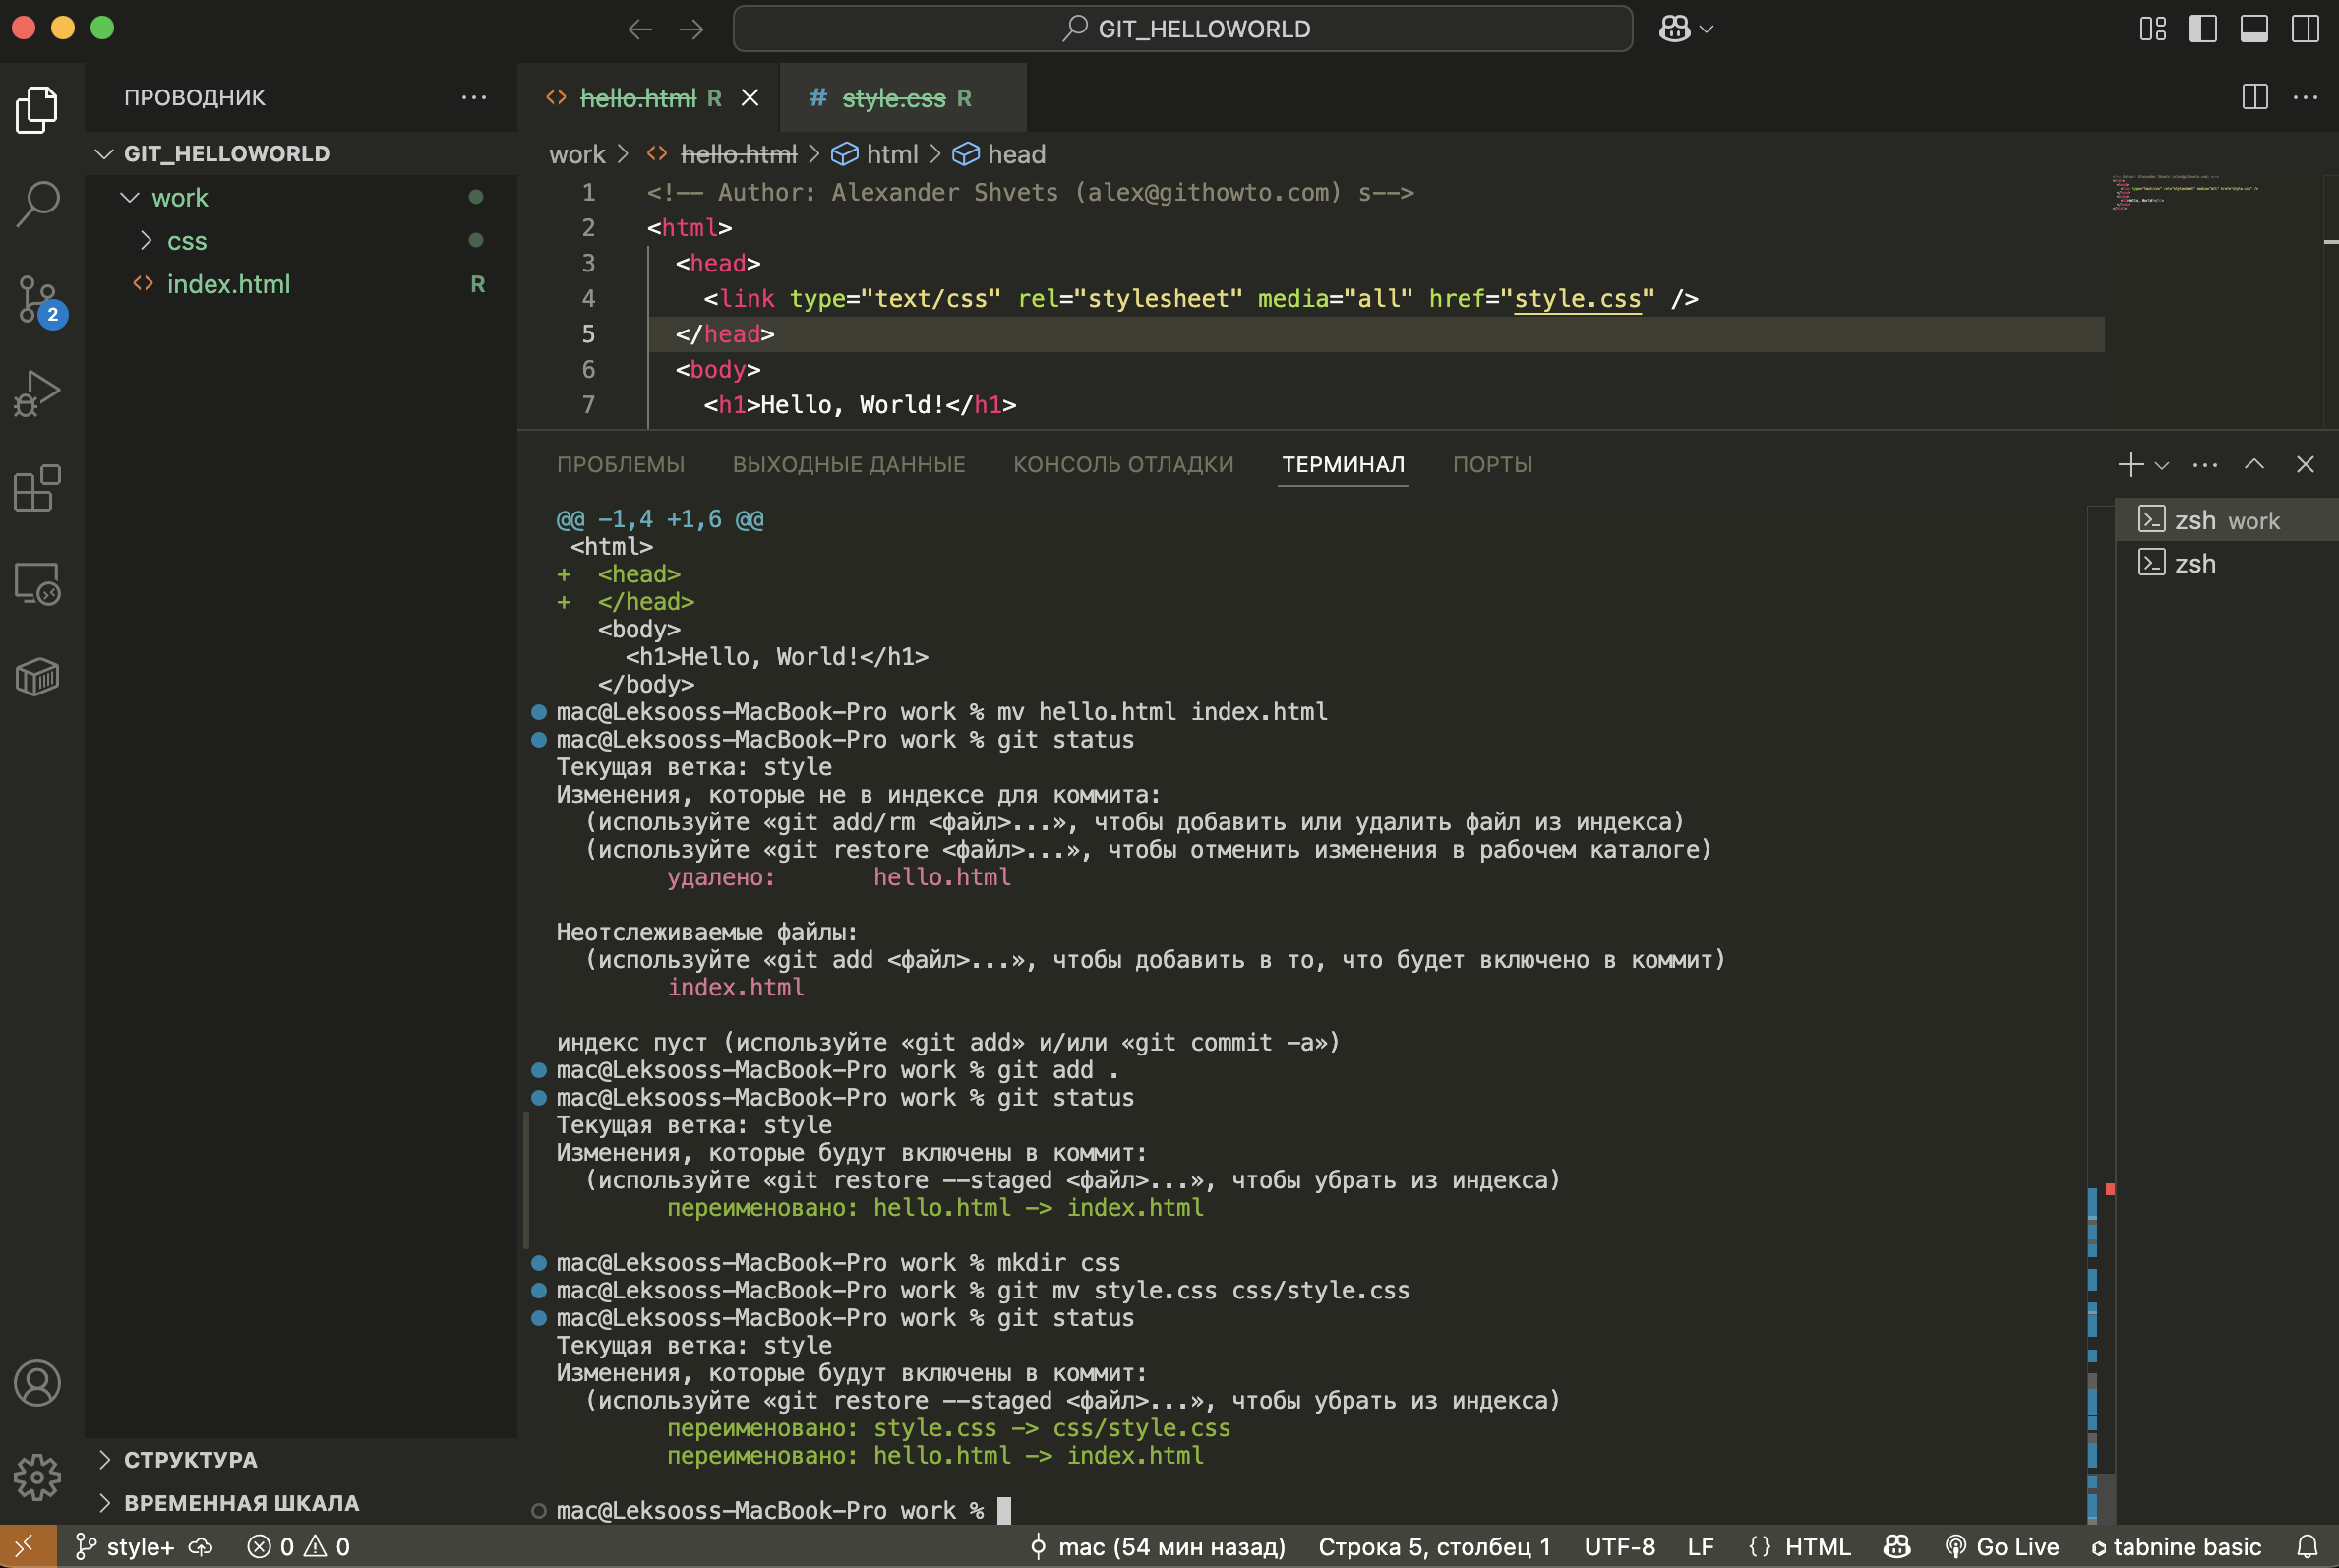 GIT_HELLOWORLD
ПРОВОДНИК
hello.html R
# style.css R
GIT_HELLOWORLD
work > hello.html > html > head
work
css
index.html R
2
1 <!-- Author: Alexander Shvets (alex@githowto.com) s-->
2 <html>
3 <head>
4 <link type="text/css" rel="stylesheet" media="all" href="style.css" />
5 </head>
6 <body>
7 <h1>Hello, World!</h1>
ПРОБЛЕМЫ ВЫХОДНЫЕ ДАННЫЕ КОНСОЛЬ ОТЛАДКИ ТЕРМИНАЛ ПОРТЫ
zsh work
zsh
@@ -1,4 +1,6 @@
<html>
+ <head>
+ </head>
<body>
<h1>Hello, World!</h1>
</body>
mac@Leksooss-MacBook-Pro work % mv hello.html index.html
mac@Leksooss-MacBook-Pro work % git status
Текущая ветка: style
Изменения, которые не в индексе для коммита:
(используйте «git add/rm <файл>...», чтобы добавить или удалить файл из индекса)
(используйте «git restore <файл>...», чтобы отменить изменения в рабочем каталоге)
удалено: hello.html
Неотслеживаемые файлы:
(используйте «git add <файл>...», чтобы добавить в то, что будет включено в коммит)
index.html
индекс пуст (используйте «git add» и/или «git commit -a»)
mac@Leksooss-MacBook-Pro work % git add .
mac@Leksooss-MacBook-Pro work % git status
Текущая ветка: style
Изменения, которые будут включены в коммит:
(используйте «git restore --staged <файл>...», чтобы убрать из индекса)
переименовано: hello.html -> index.html
mac@Leksooss-MacBook-Pro work % mkdir css
mac@Leksooss-MacBook-Pro work % git mv style.css css/style.css
mac@Leksooss-MacBook-Pro work % git status
Текущая ветка: style
Изменения, которые будут включены в коммит:
(используйте «git restore --staged <файл>...», чтобы убрать из индекса)
переименовано: style.css -> css/style.css
переименовано: hello.html -> index.html
mac@Leksooss-MacBook-Pro work %
СТРУКТУРА
ВРЕМЕННАЯ ШКАЛА
style+ 0 0 mac (54 мин назад) Строка 5, столбец 1 UTF-8 LF {} HTML Go Live tabnine basic